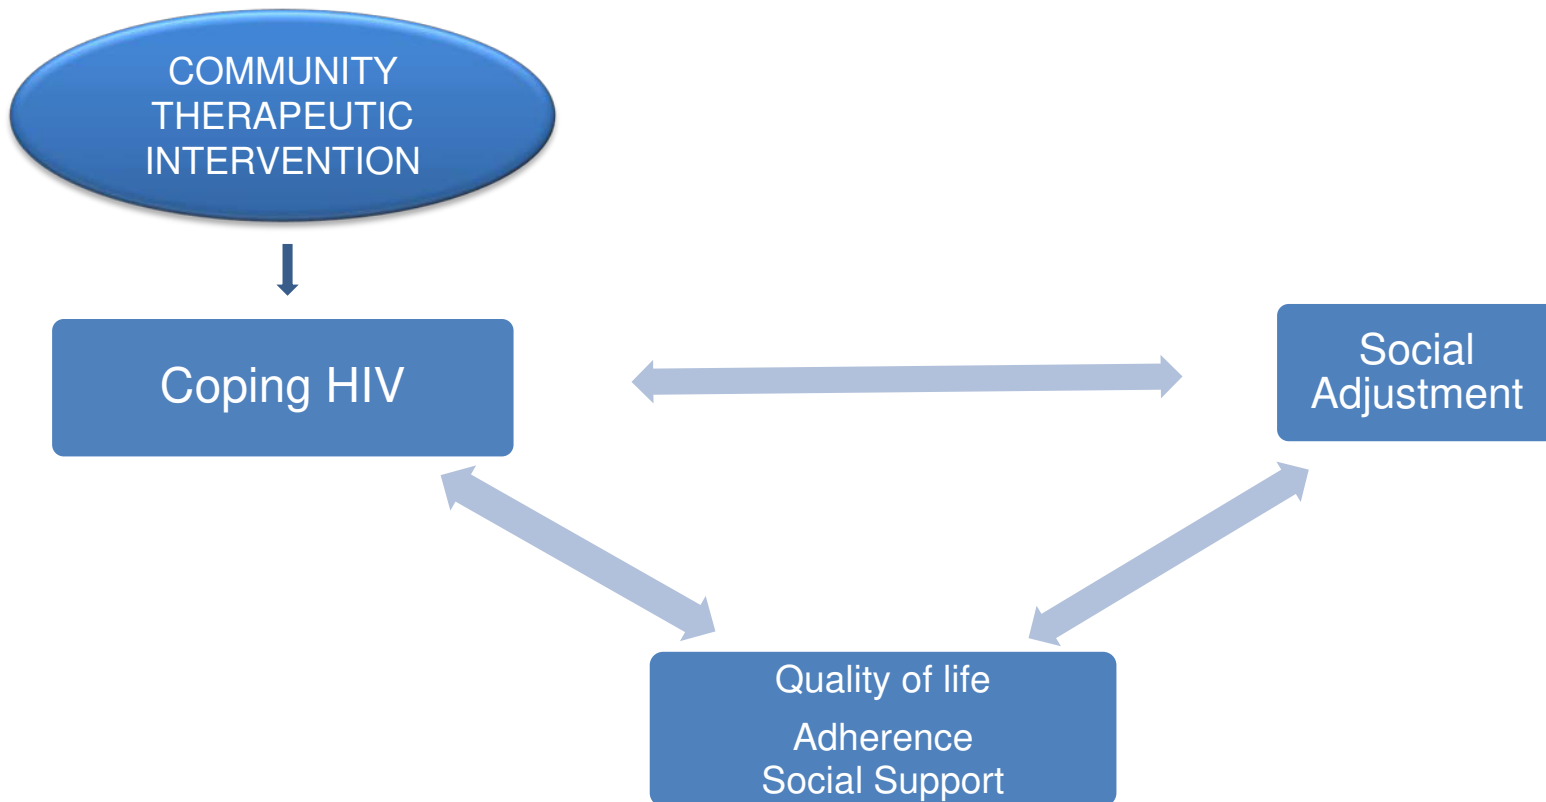 COMMUNITY
THERAPEUTIC
INTERVENTION
Coping HIV
Social
Adjustment
Quality of life
Adherence
Social Support